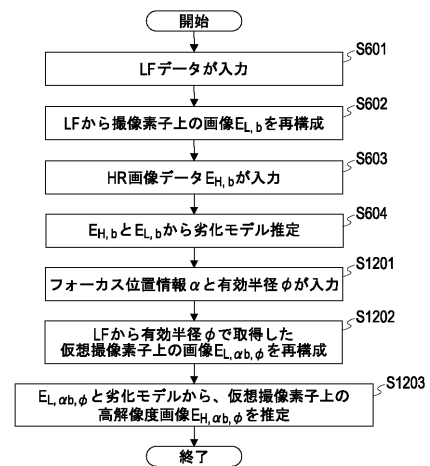 開始
S601
LFデータが入力
S602
LFから撮像素子上の画像EL,bを再構成
S603
HR画像データEH,bが入力
S604
EH,bとEL,bから劣化モデル推定
S1201
フォーカス位置情報αと有効半径φが入力
S1202
LFから有効半径φで取得した
仮想撮像素子上の画像EL,αb,φを再構成
S1203
EL,αb,φと劣化モデルから、仮想撮像素子上の
高解像度画像EH,αb,φを推定
終了